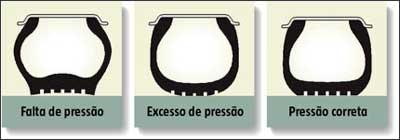 Falta de pressão
Excesso de pressão
Pressão correta